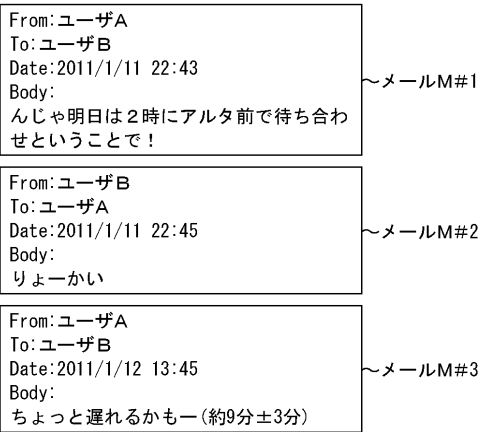 From:ユーザA
To:ユーザB
Date:2011/1/11 22:43
Body:
んじゃ明日は２時にアルタ前で待ち合わ
せということで！
～メールM#1
From:ユーザB
To:ユーザA
Date:2011/1/11 22:45
Body:
りょーかい
～メールM#2
From:ユーザA
To:ユーザB
Date:2011/1/12 13:45
Body:
ちょっと遅れるかもー(約9分±3分)
～メールM#3